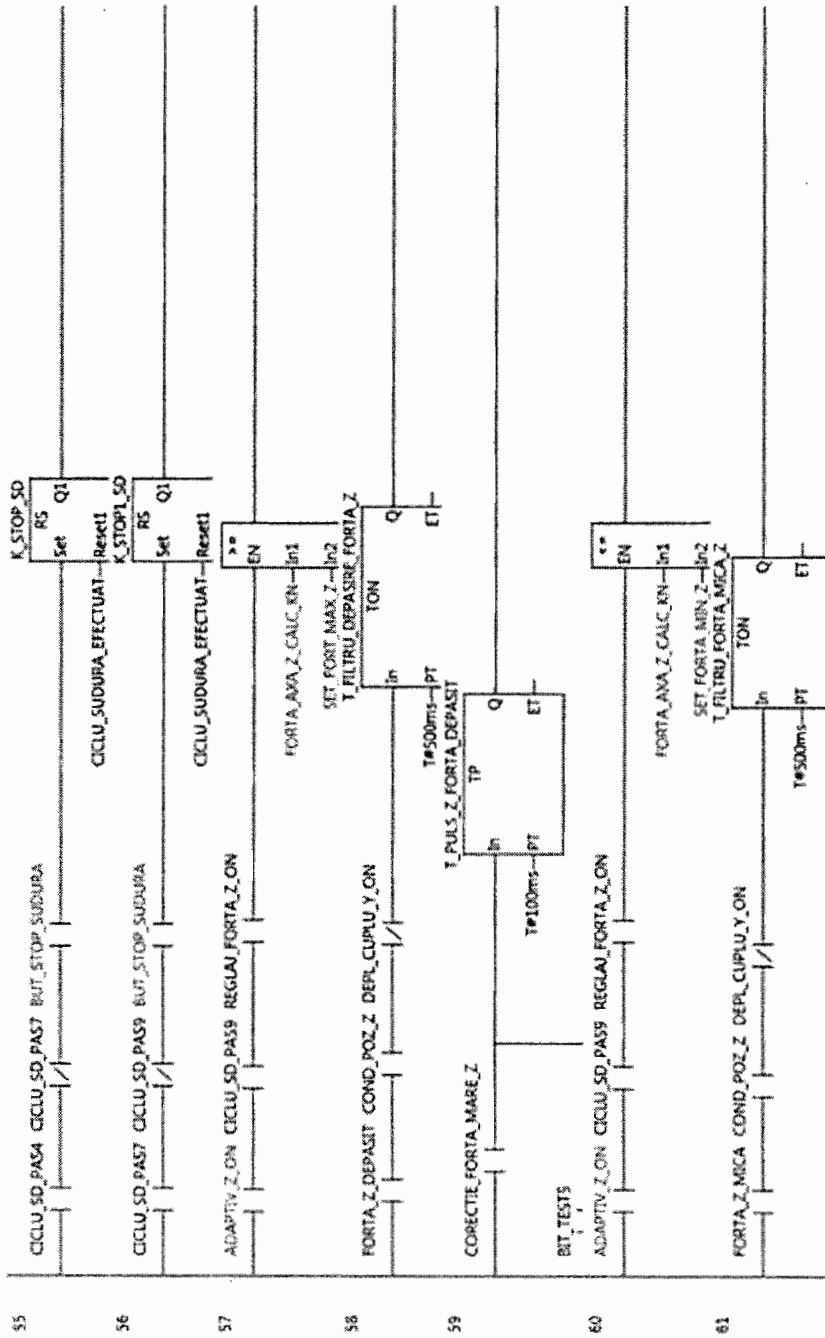 55
K_STOP_SD
CICLU_SD_PAS4 CICLU_SD_PAS7 BUT_STOP_SUDURA
RS
Set Q1
CICLU_SUDURA_EFECTUAT Reset1
56
K_STOP1_SD
CICLU_SD_PAS7 CICLU_SD_PAS9 BUT_STOP_SUDURA
RS
Set Q1
CICLU_SUDURA_EFECTUAT Reset1
57
ADAPTIV_Z_ON CICLU_SD_PAS9 REGLAJ_FORTA_Z_ON
>=
EN
FORTA_AXA_Z_CALC_KN In1
SET_FORT_MAX_Z In2
58
T_FILTRU_DEPASIRE_FORTA_Z
FORTA_Z_DEPASIT COND_POZ_Z DEPL_CUPLU_Y_ON
TON
In Q
T#500ms PT ET
59
T_PULS_Z_FORTA_DEPASIT
CORECTIE_FORTA_MARE_Z
TP
In Q
T#100ms PT ET
BIT_TEST5
60
ADAPTIV_Z_ON CICLU_SD_PAS9 REGLAJ_FORTA_Z_ON
<=
EN
FORTA_AXA_Z_CALC_KN In1
SET_FORTA_MIN_Z In2
61
T_FILTRU_FORTA_MICA_Z
FORTA_Z_MICA COND_POZ_Z DEPL_CUPLU_Y_ON
TON
In Q
T#500ms PT ET